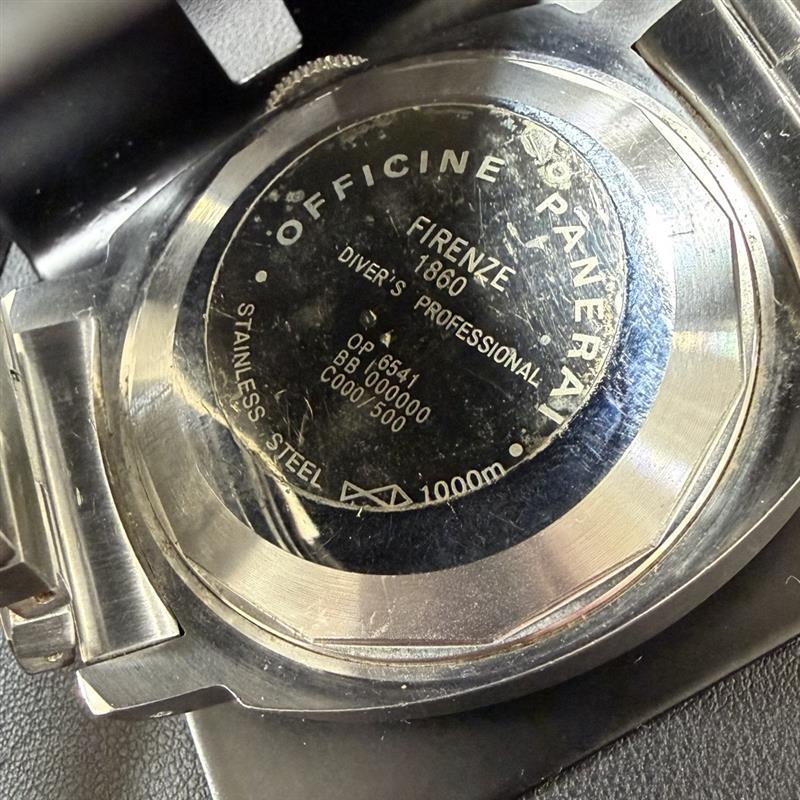 OFFICINE PANERAI
FIRENZE
1860
DIVER'S PROFESSIONAL
OP 6541
BB 000000
C000/500
STAINLESS STEEL
1000m